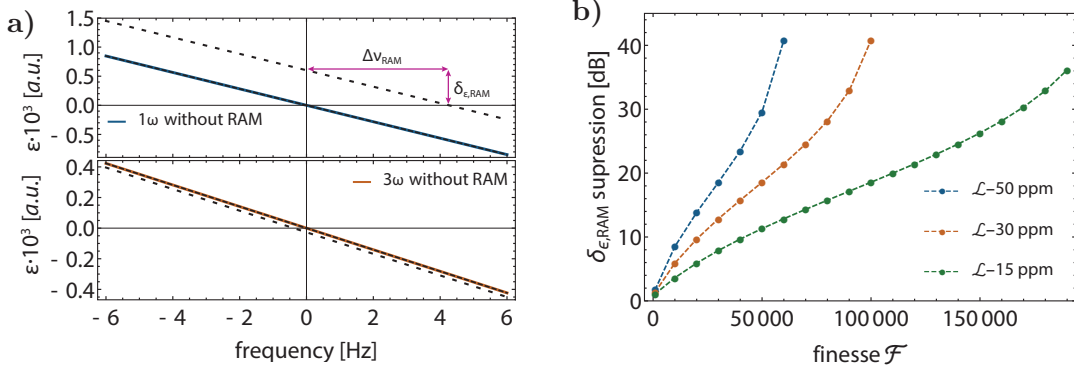 a)
ε·10³ [a.u.]
1.5
1.0
0.5
0.0
- 0.5
Δν_RAM
δ_ε,RAM
1ω without RAM
ε·10³ [a.u.]
0.4
0.2
0.0
- 0.2
- 0.4
3ω without RAM
- 6 - 4 - 2 0 2 4 6
frequency [Hz]
b)
δ_ε,RAM supression [dB]
40
30
20
10
0
ℒ–50 ppm
ℒ–30 ppm
ℒ–15 ppm
0 50 000 100 000 150 000
finesse ℱ